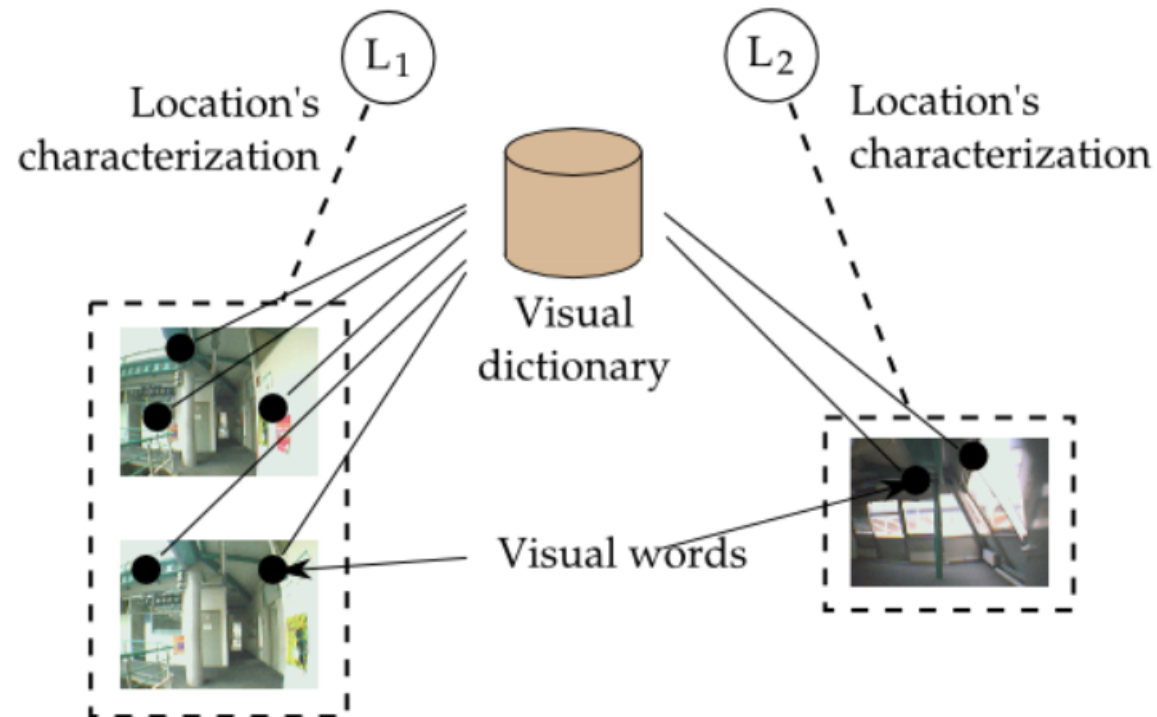 L1
L2
Location's
characterization
Location's
characterization
Visual
dictionary
Visual words